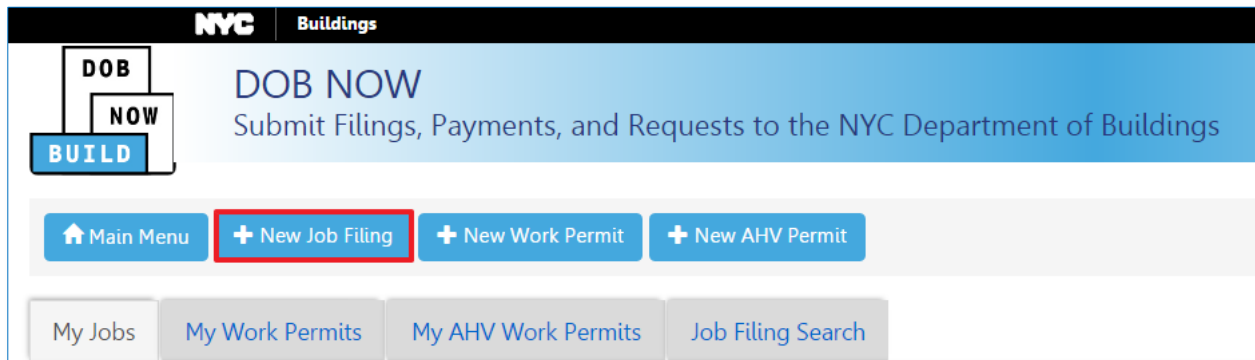 NYC Buildings
DOB
NOW
BUILD
DOB NOW
Submit Filings, Payments, and Requests to the NYC Department of Buildings
Main Menu + New Job Filing + New Work Permit + New AHV Permit
My Jobs My Work Permits My AHV Work Permits Job Filing Search